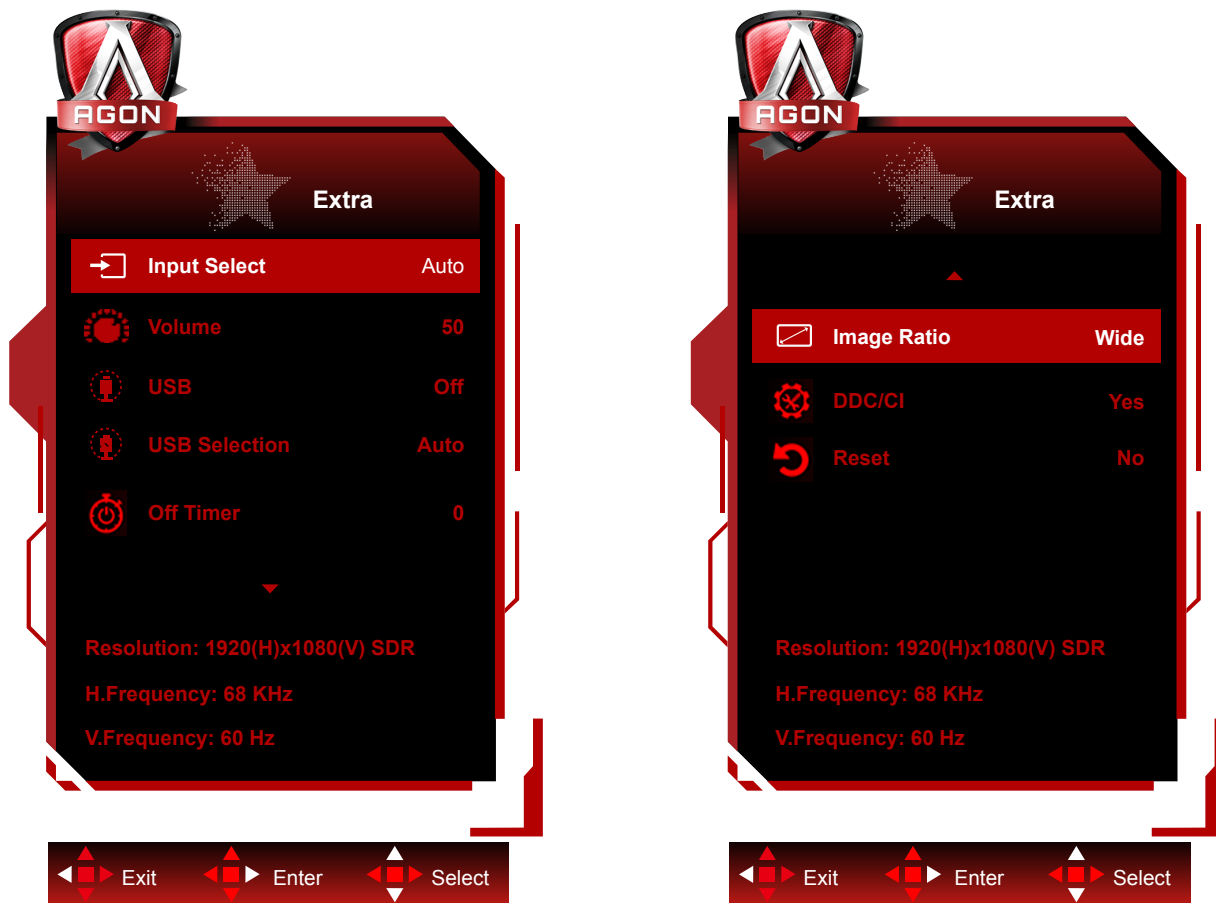 AGON
Extra
Input Select Auto
Volume 50
USB Off
USB Selection Auto
Off Timer 0
Resolution: 1920(H)x1080(V) SDR
H.Frequency: 68 KHz
V.Frequency: 60 Hz
Exit Enter Select
AGON
Extra
Image Ratio Wide
DDC/CI Yes
Reset No
Resolution: 1920(H)x1080(V) SDR
H.Frequency: 68 KHz
V.Frequency: 60 Hz
Exit Enter Select